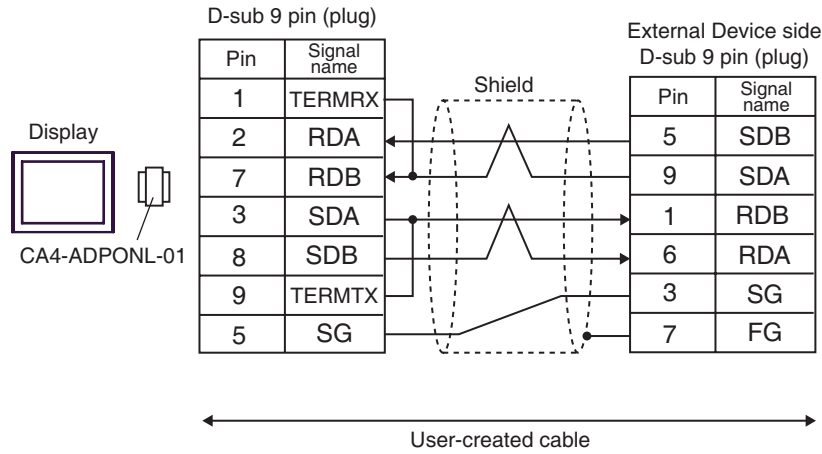 D-sub 9 pin (plug)
Pin Signal name
1 TERMRX
2 RDA
7 RDB
3 SDA
8 SDB
9 TERMTX
5 SG
Display
CA4-ADPONL-01
Shield
External Device side
D-sub 9 pin (plug)
Pin Signal name
5 SDB
9 SDA
1 RDB
6 RDA
3 SG
7 FG
User-created cable